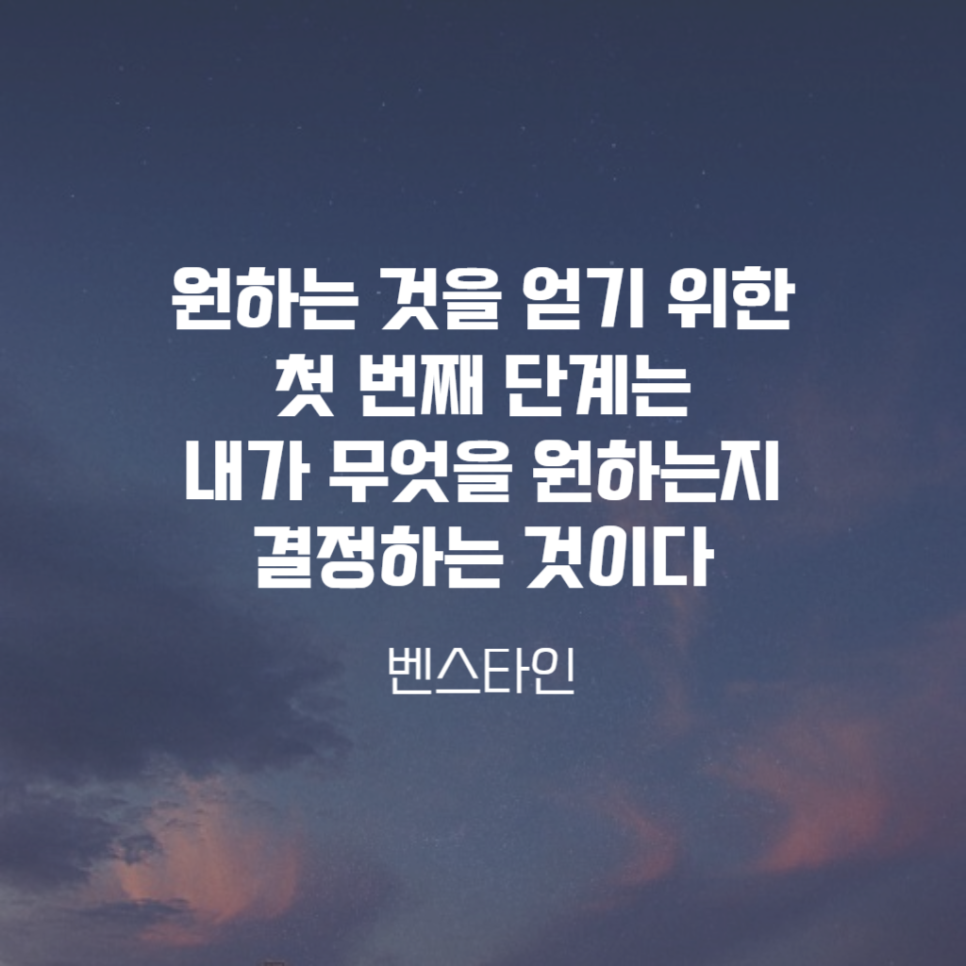 원하는 것을 얻기 위한
첫 번째 단계는
내가 무엇을 원하는지
결정하는 것이다
벤스타인